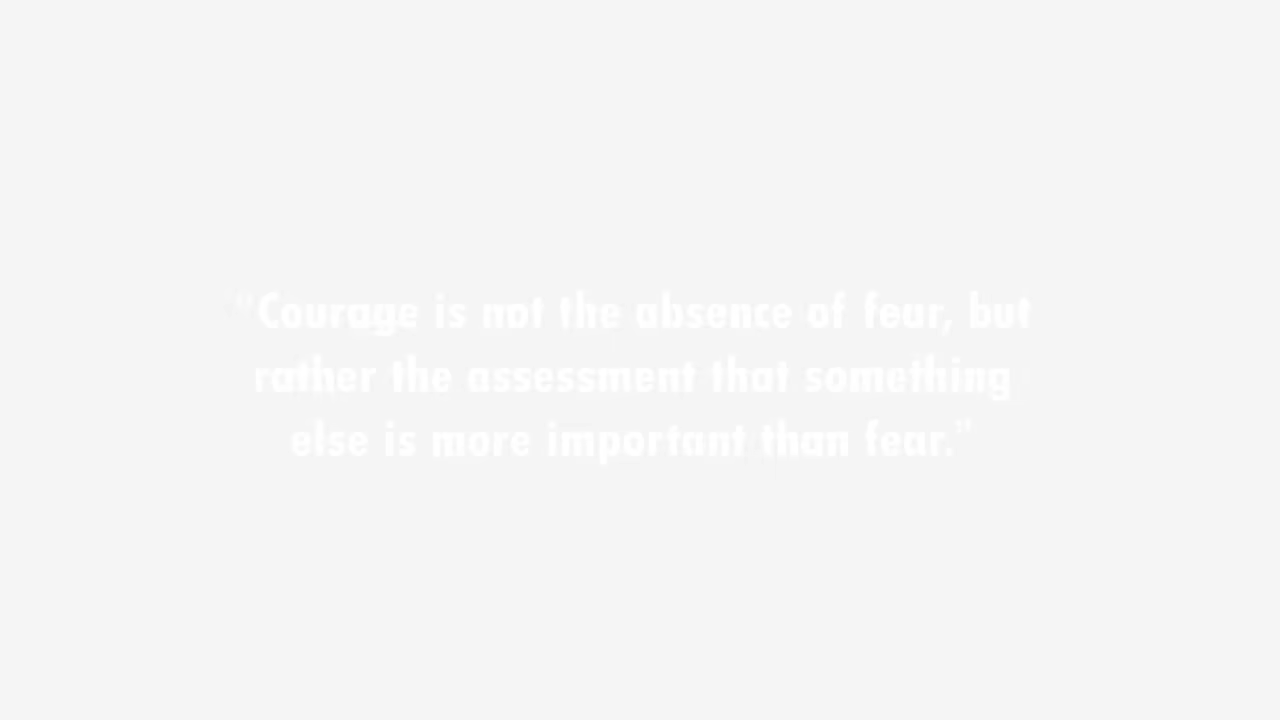 "Courage is not the absence of fear, but
rather the assessment that something
else is more important than fear."